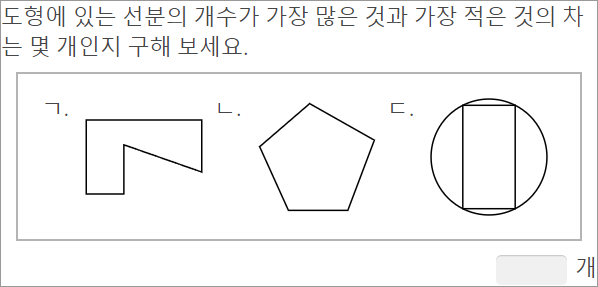 도형에 있는 선분의 개수가 가장 많은 것과 가장 적은 것의 차
는 몇 개인지 구해 보세요.
ㄱ. ㄴ. ㄷ.
개